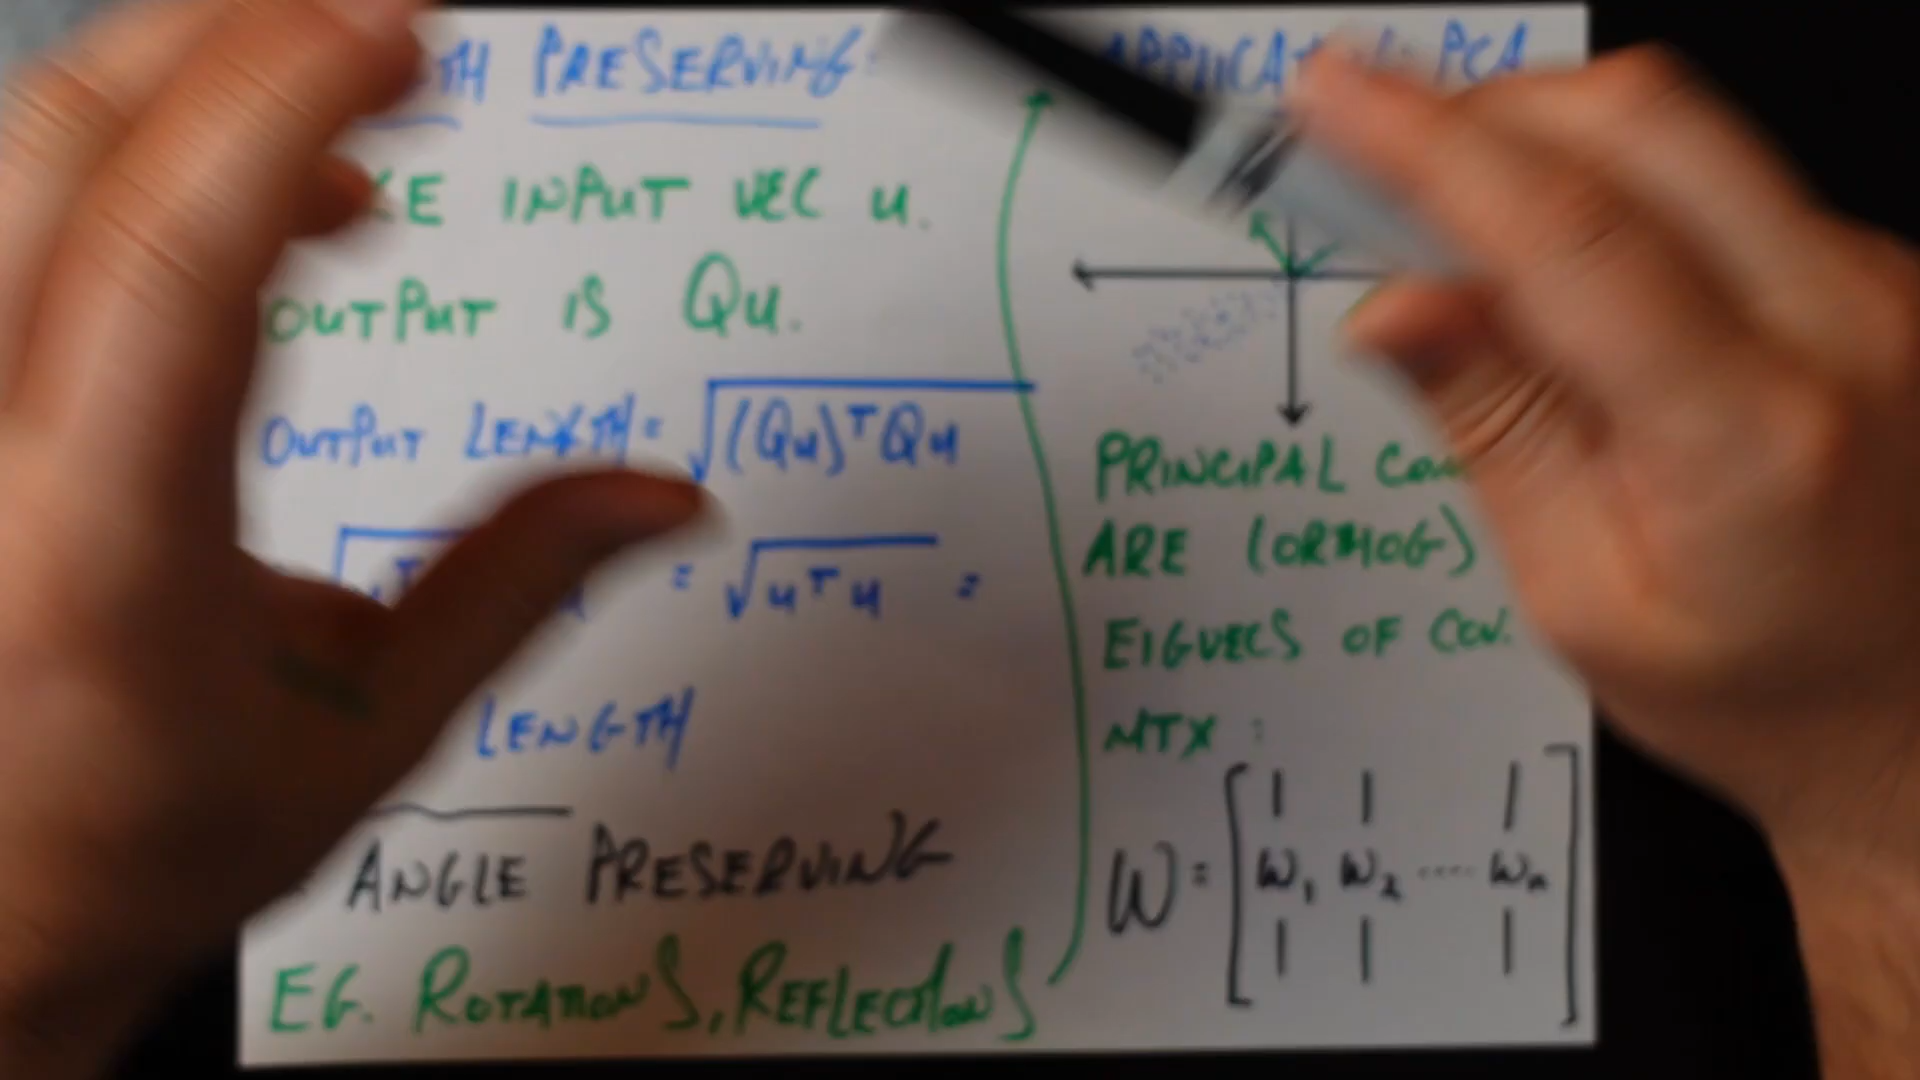 PRESERVING:
INPUT VEC u.
OUTPUT IS Qu.
OUTPUT LENGTH = √(Qu)ᵀQu
= √uᵀu =
LENGTH
ANGLE PRESERVING
EG. ROTATIONS, REFLECTIONS
PCA
PRINCIPAL
ARE (ORTHOG)
EIGVECS OF COV.
MTX :
W = [w₁ w₂ ···· wₙ]